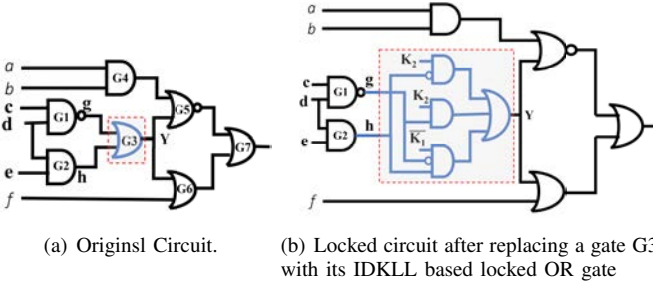 a
b
c
d
e
f
g
h
G1
G2
G3
G4
G5
G6
G7
Y
a
b
c
d
e
f
g
h
G1
G2
K2
K2
K1
Y
(a) Originsl Circuit.
(b) Locked circuit after replacing a gate G3
with its IDKLL based locked OR gate